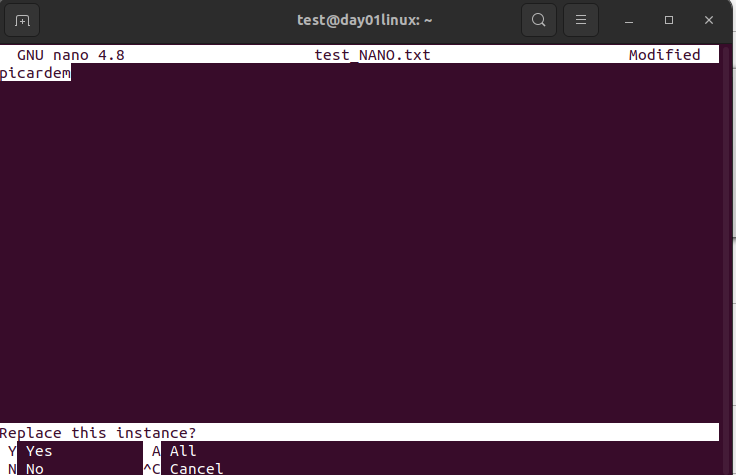 test@day01linux: ~
GNU nano 4.8 test_NANO.txt Modified
picardem
Replace this instance?
Y Yes A All
N No ^C Cancel